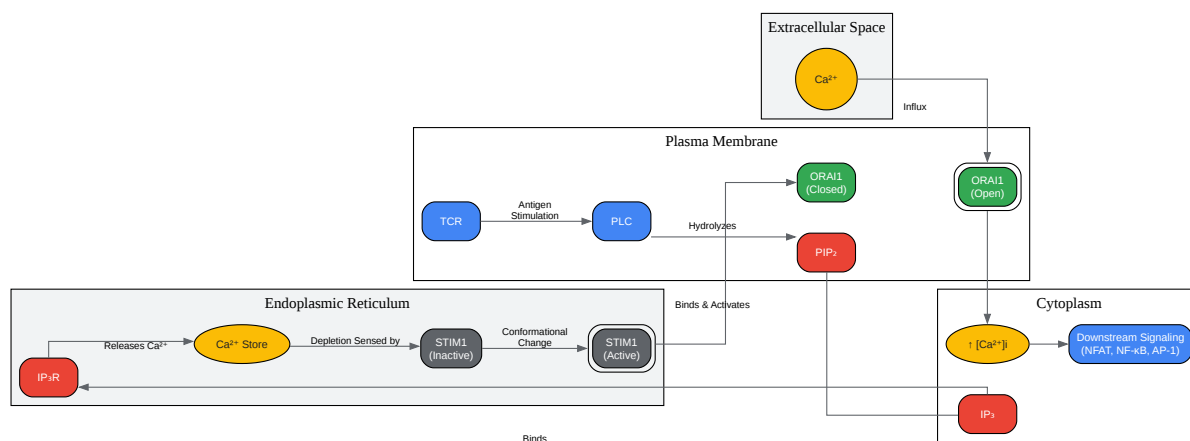 Extracellular Space
Ca²⁺
Influx
Plasma Membrane
TCR
Antigen
Stimulation
PLC
Hydrolyzes
ORAI1
(Closed)
PIP₂
ORAI1
(Open)
Endoplasmic Reticulum
IP₃R
Releases Ca²⁺
Ca²⁺ Store
Depletion Sensed by
STIM1
(Inactive)
Conformational
Change
STIM1
(Active)
Binds & Activates
Cytoplasm
↑ [Ca²⁺]i
Downstream Signaling
(NFAT, NF-κB, AP-1)
IP₃
Binds